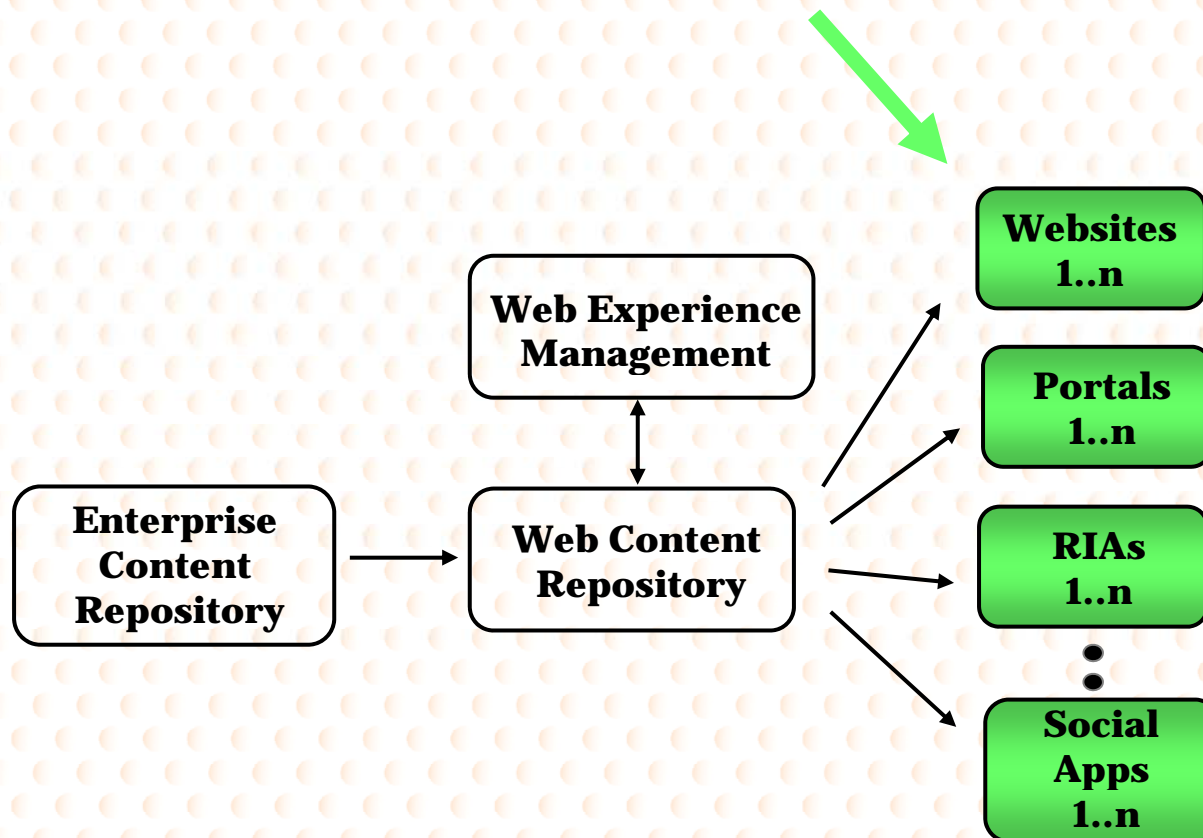 Websites
1..n
Web Experience
Management
Portals
1..n
Enterprise
Content
Repository
Web Content
Repository
RIAs
1..n
Social
Apps
1..n